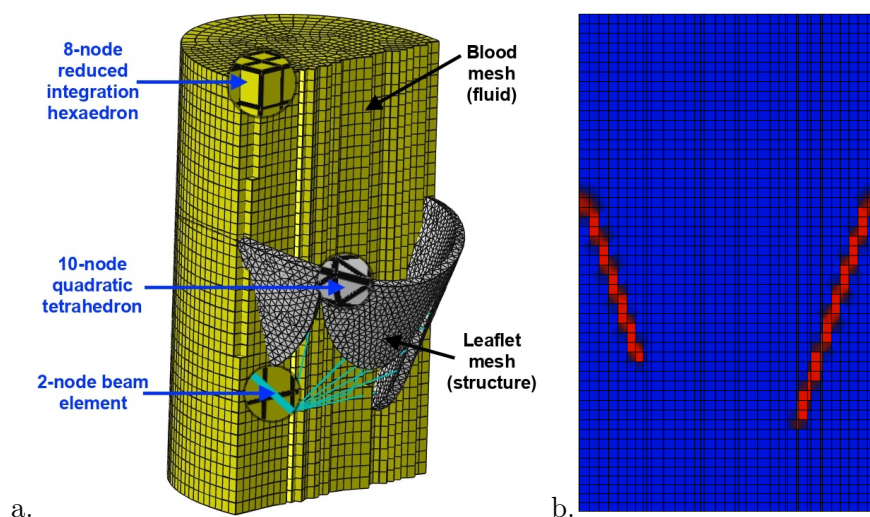 8-node
reduced
integration
hexaedron
Blood
mesh
(fluid)
10-node
quadratic
tetrahedron
Leaflet
mesh
(structure)
2-node beam
element
a.
b.